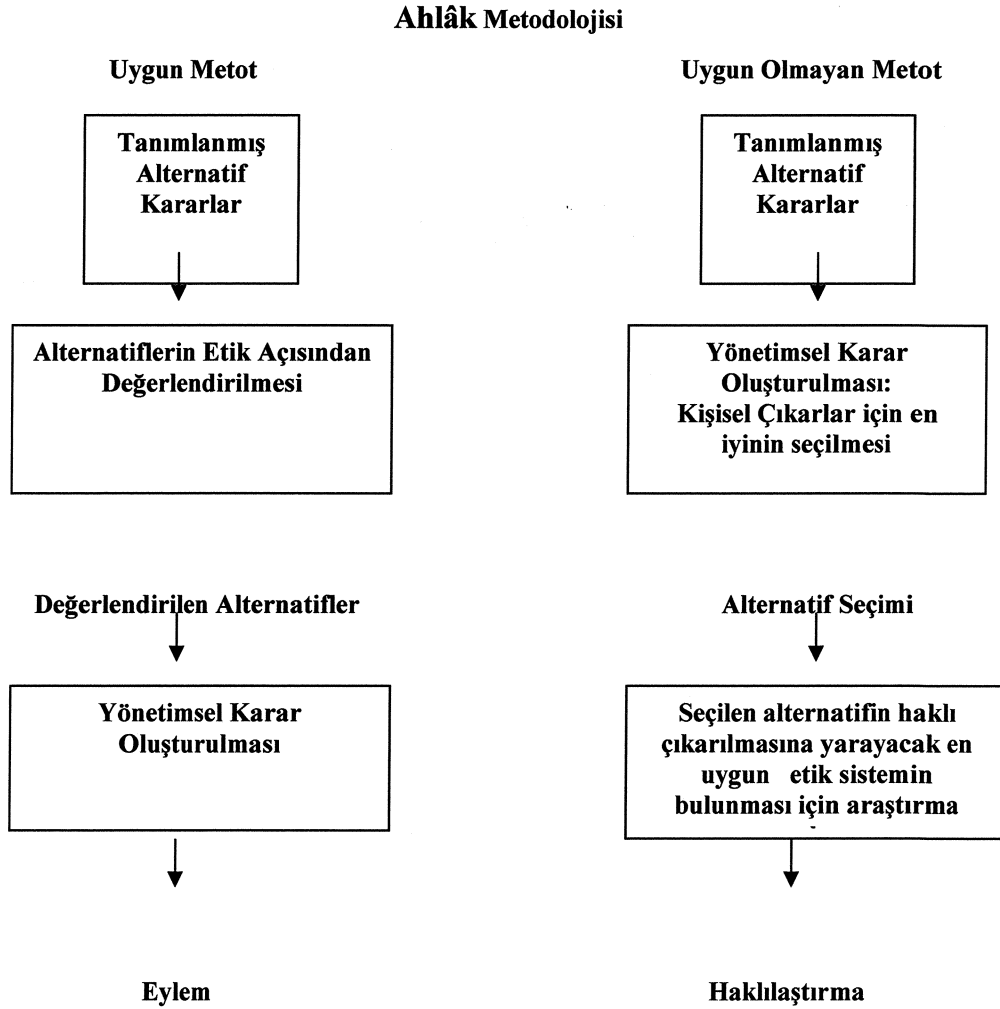 Ahlâk Metodolojisi
Uygun Metot
Tanımlanmış
Alternatif
Kararlar
Alternatiflerin Etik Açısından
Değerlendirilmesi
Değerlendirilen Alternatifler
Yönetimsel Karar
Oluşturulması
Eylem
Uygun Olmayan Metot
Tanımlanmış
Alternatif
Kararlar
Yönetimsel Karar
Oluşturulması:
Kişisel Çıkarlar için en
iyinin seçilmesi
Alternatif Seçimi
Seçilen alternatifin haklı
çıkarılmasına yarayacak en
uygun etik sistemin
bulunması için araştırma
Haklılaştırma